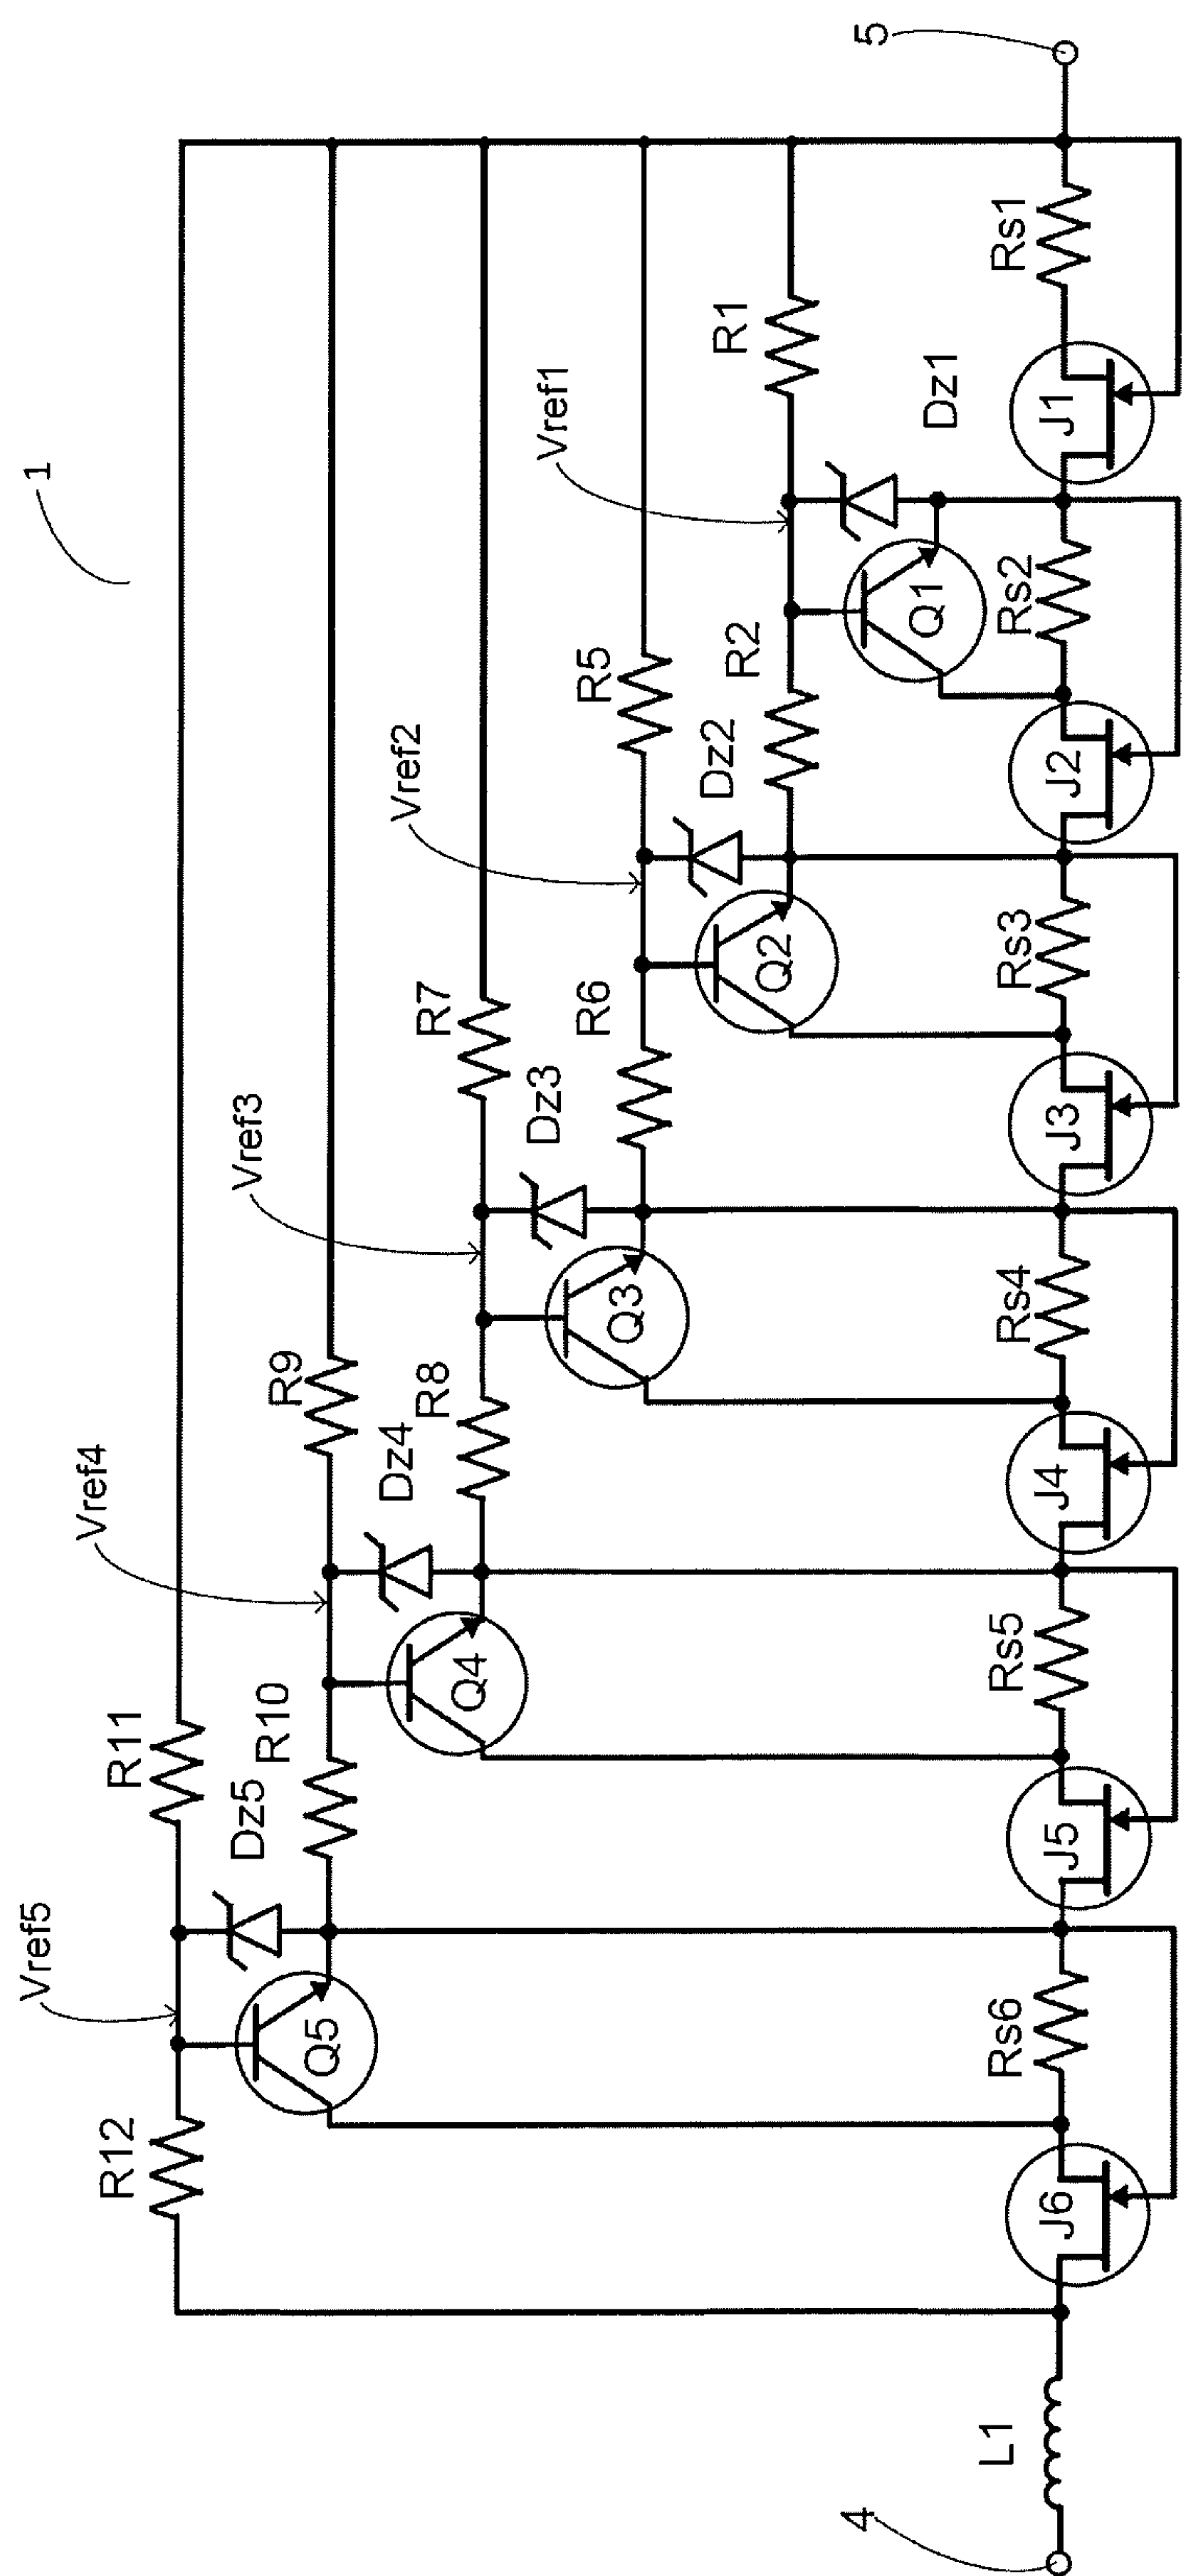 1
5
4
L1
R12
R11
Vref5
Dz5
Q5
R10
R9
Vref4
Dz4
Q4
R8
R7
Vref3
Dz3
Q3
R6
R5
Vref2
Dz2
Q2
R2
R1
Vref1
Dz1
Q1
J6
Rs6
J5
Rs5
J4
Rs4
J3
Rs3
J2
Rs2
J1
Rs1